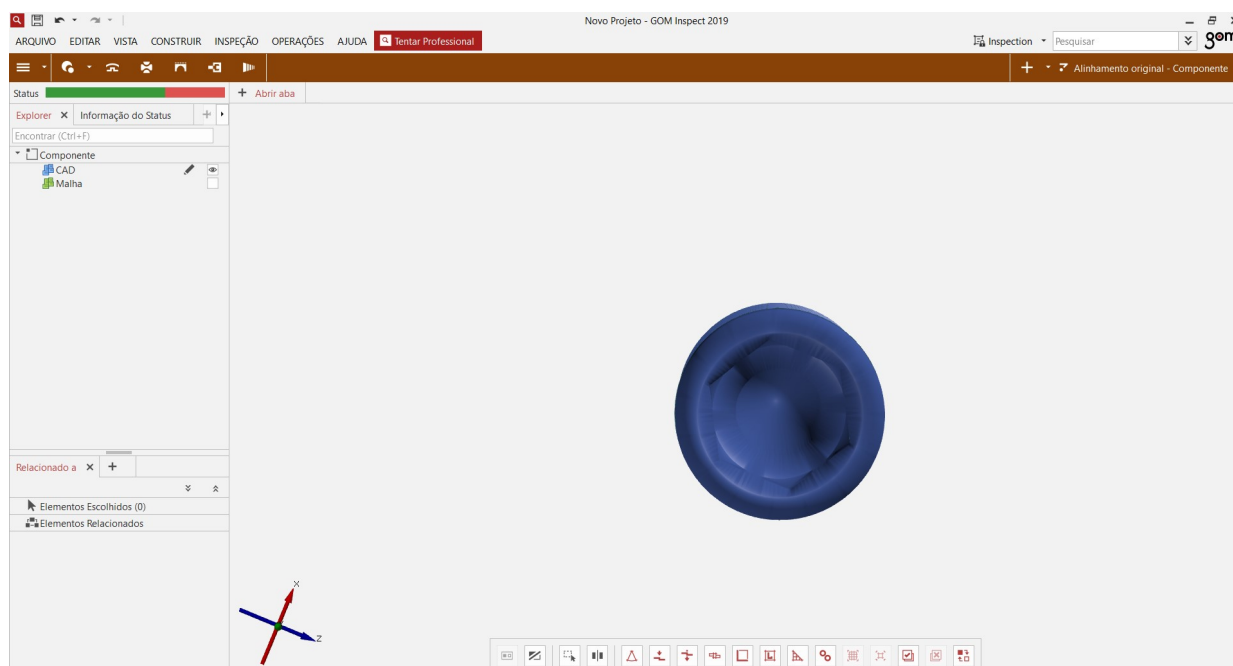 Novo Projeto - GOM Inspect 2019
ARQUIVO EDITAR VISTA CONSTRUIR INSPEÇÃO OPERAÇÕES AJUDA Tentar Professional Inspection Pesquisar gom
Alinhamento original - Componente
Status Abrir aba
Explorer Informação do Status
Encontrar (Ctrl+F)
Componente
CAD
Malha
Relacionado a
Elementos Escolhidos (0)
Elementos Relacionados
X
Z